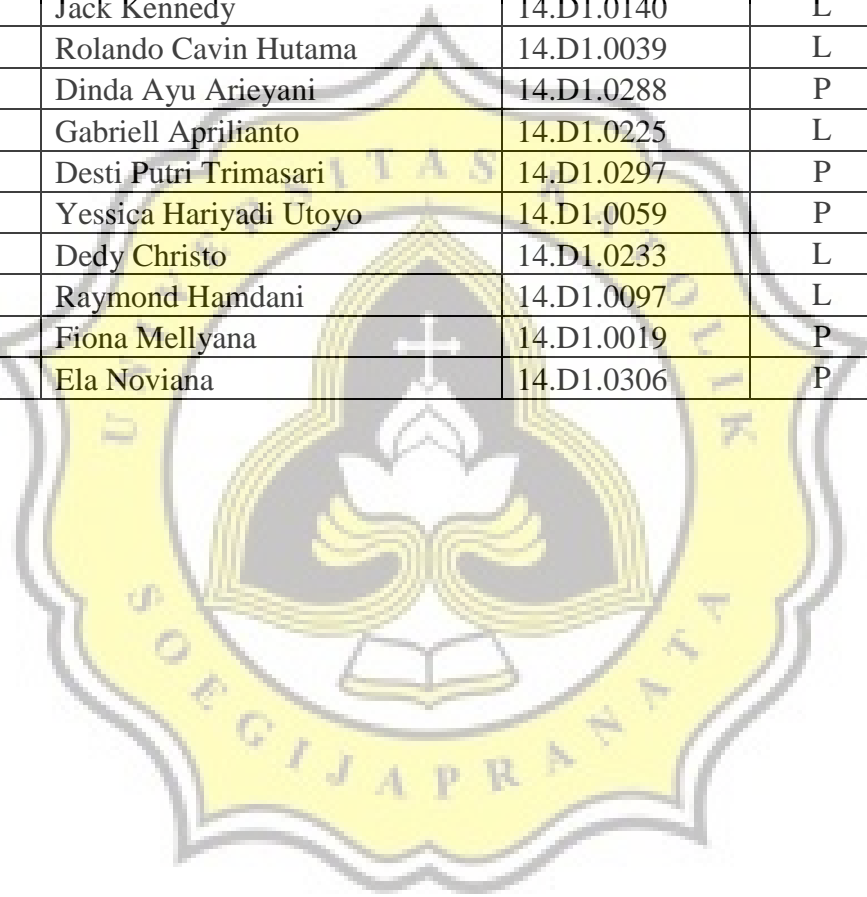 Jack Kennedy 14.D1.0140 L
Rolando Cavin Hutama 14.D1.0039 L
Dinda Ayu Arieyani 14.D1.0288 P
Gabriell Aprilianto 14.D1.0225 L
Desti Putri Trimasari 14.D1.0297 P
Yessica Hariyadi Utoyo 14.D1.0059 P
Dedy Christo 14.D1.0233 L
Raymond Hamdani 14.D1.0097 L
Fiona Mellyana 14.D1.0019 P
Ela Noviana 14.D1.0306 P
UNIVERSITAS KATOLIK
SOEGIJAPRANATA